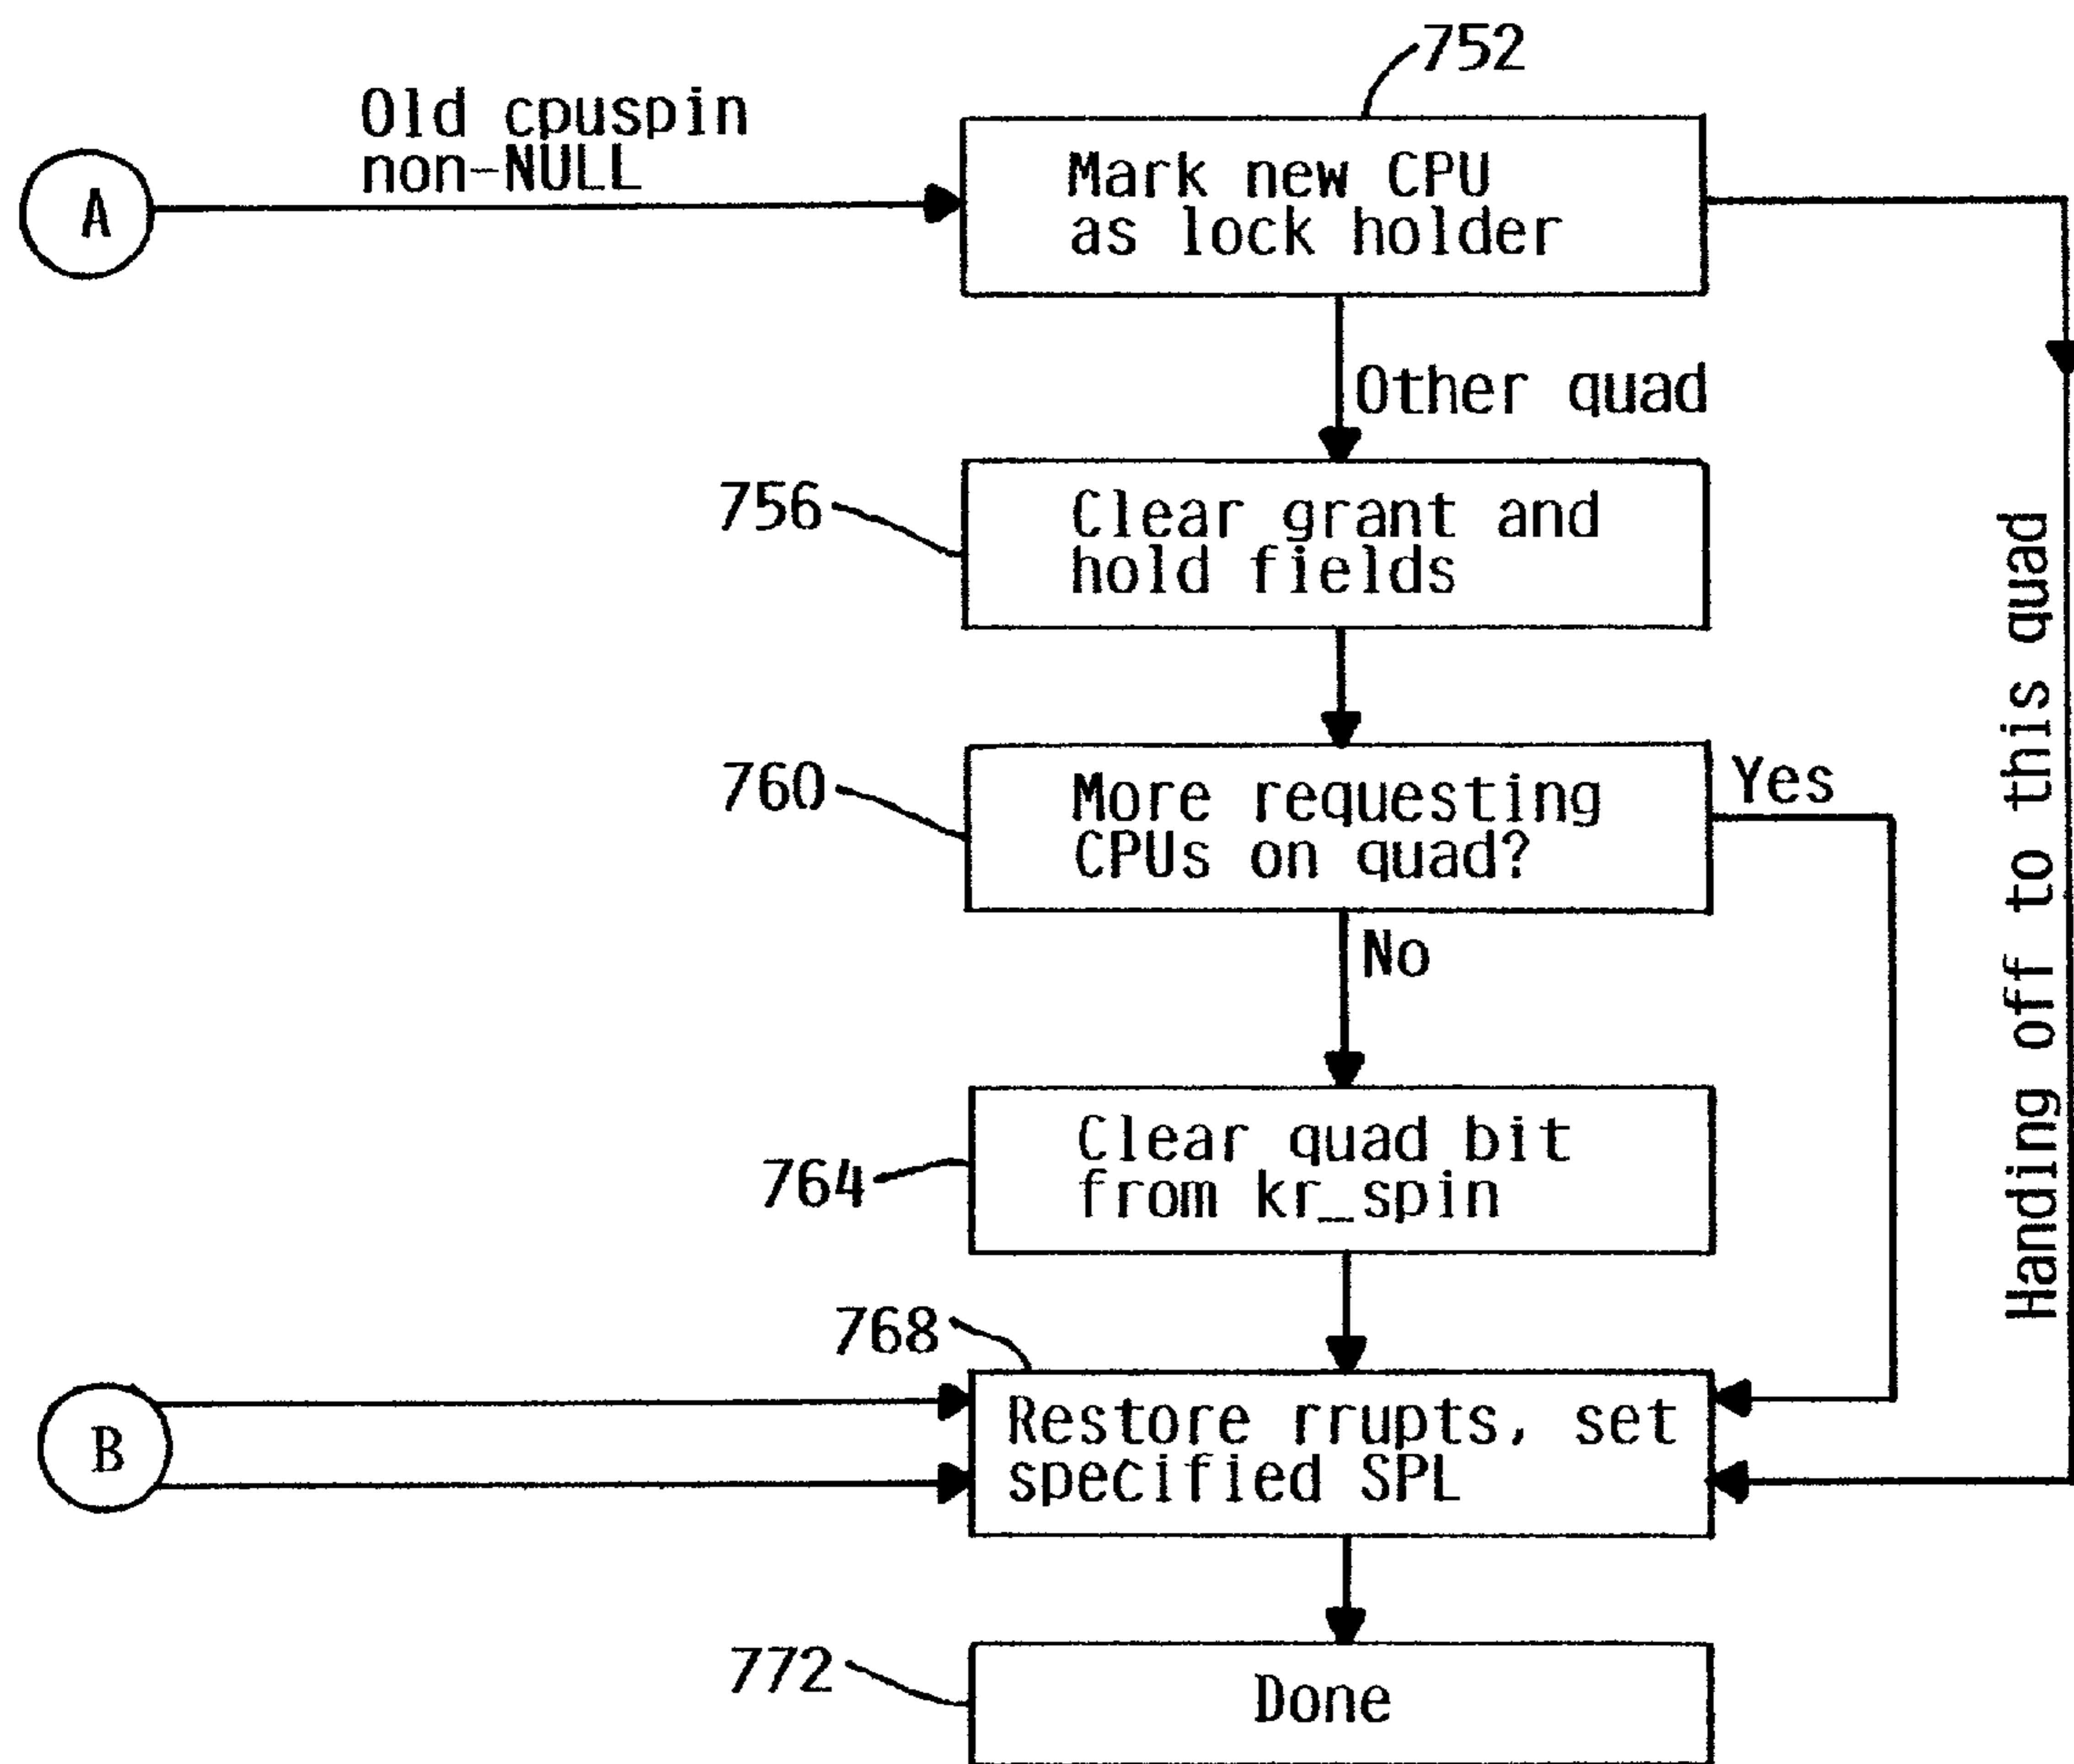 752
Old cpuspin
non-NULL
A
Mark new CPU
as lock holder
Other quad
756
Clear grant and
hold fields
Handing off to this quad
760
More requesting
CPUs on quad?
Yes
No
764
Clear quad bit
from kr_spin
768
B
Restore rrupts, set
specified SPL
772
Done